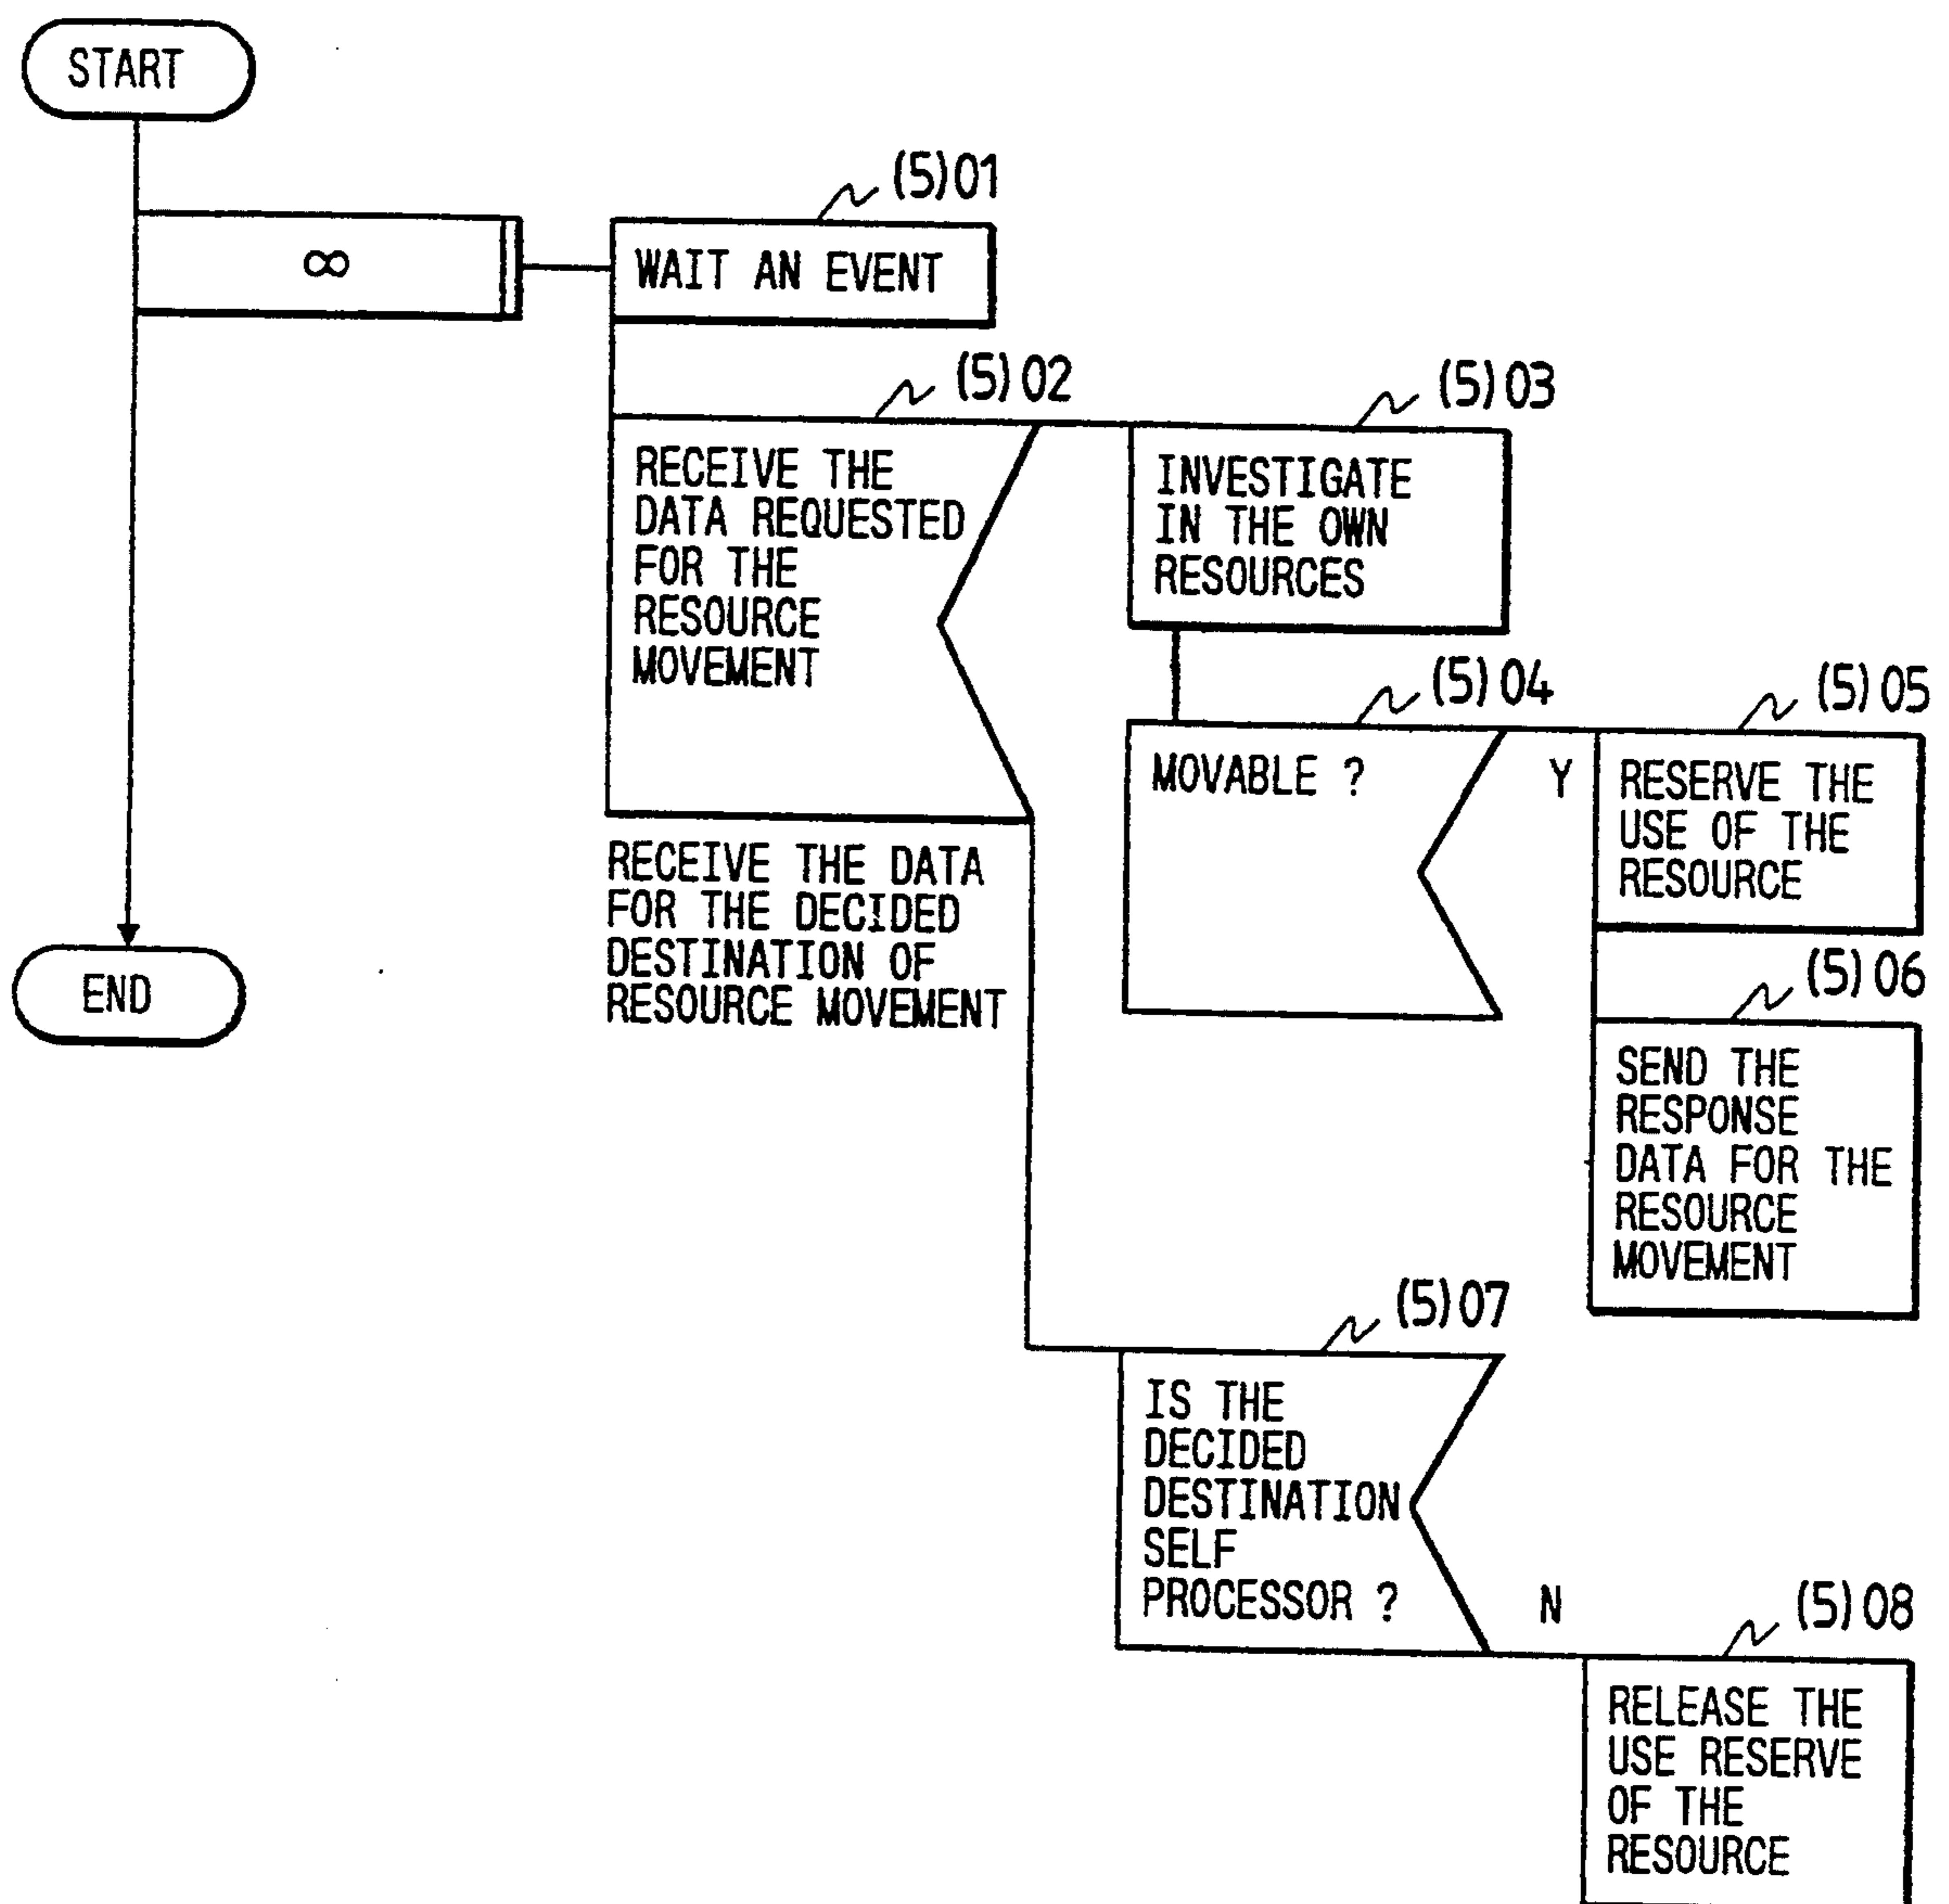 START
∞
(5)01
WAIT AN EVENT
(5)02
RECEIVE THE
DATA REQUESTED
FOR THE
RESOURCE
MOVEMENT
(5)03
INVESTIGATE
IN THE OWN
RESOURCES
(5)04
MOVABLE ?
Y
(5)05
RESERVE THE
USE OF THE
RESOURCE
(5)06
SEND THE
RESPONSE
DATA FOR THE
RESOURCE
MOVEMENT
RECEIVE THE DATA
FOR THE DECIDED
DESTINATION OF
RESOURCE MOVEMENT
END
(5)07
IS THE
DECIDED
DESTINATION
SELF
PROCESSOR ?
N
(5)08
RELEASE THE
USE RESERVE
OF THE
RESOURCE